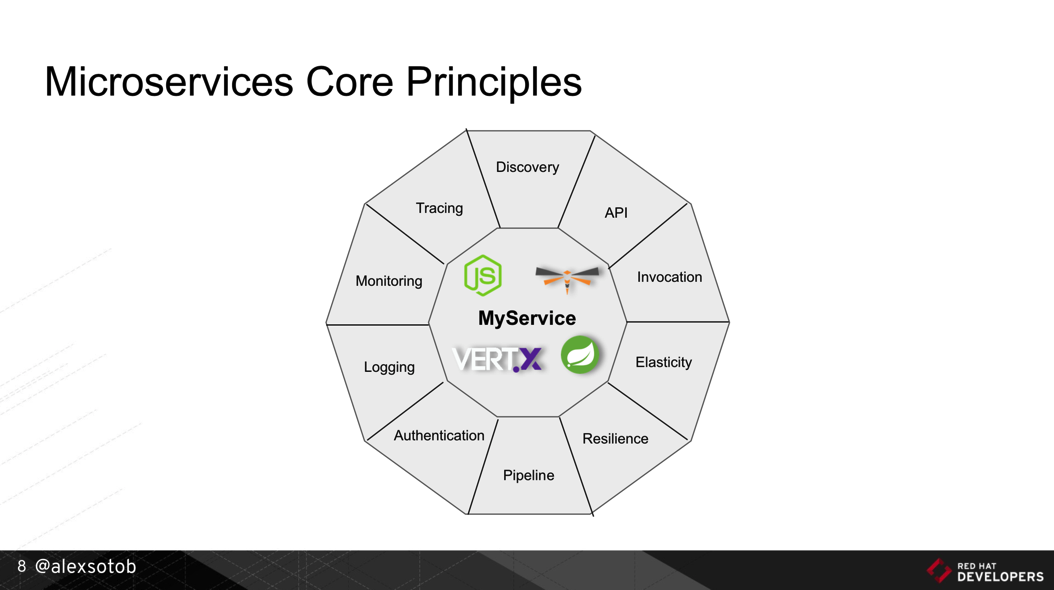 Microservices Core Principles
Discovery
Tracing
API
Monitoring
Invocation
JS
MyService
VERT.X
Logging
Elasticity
Authentication
Resilience
Pipeline
8 @alexsotob
RED HAT
DEVELOPERS